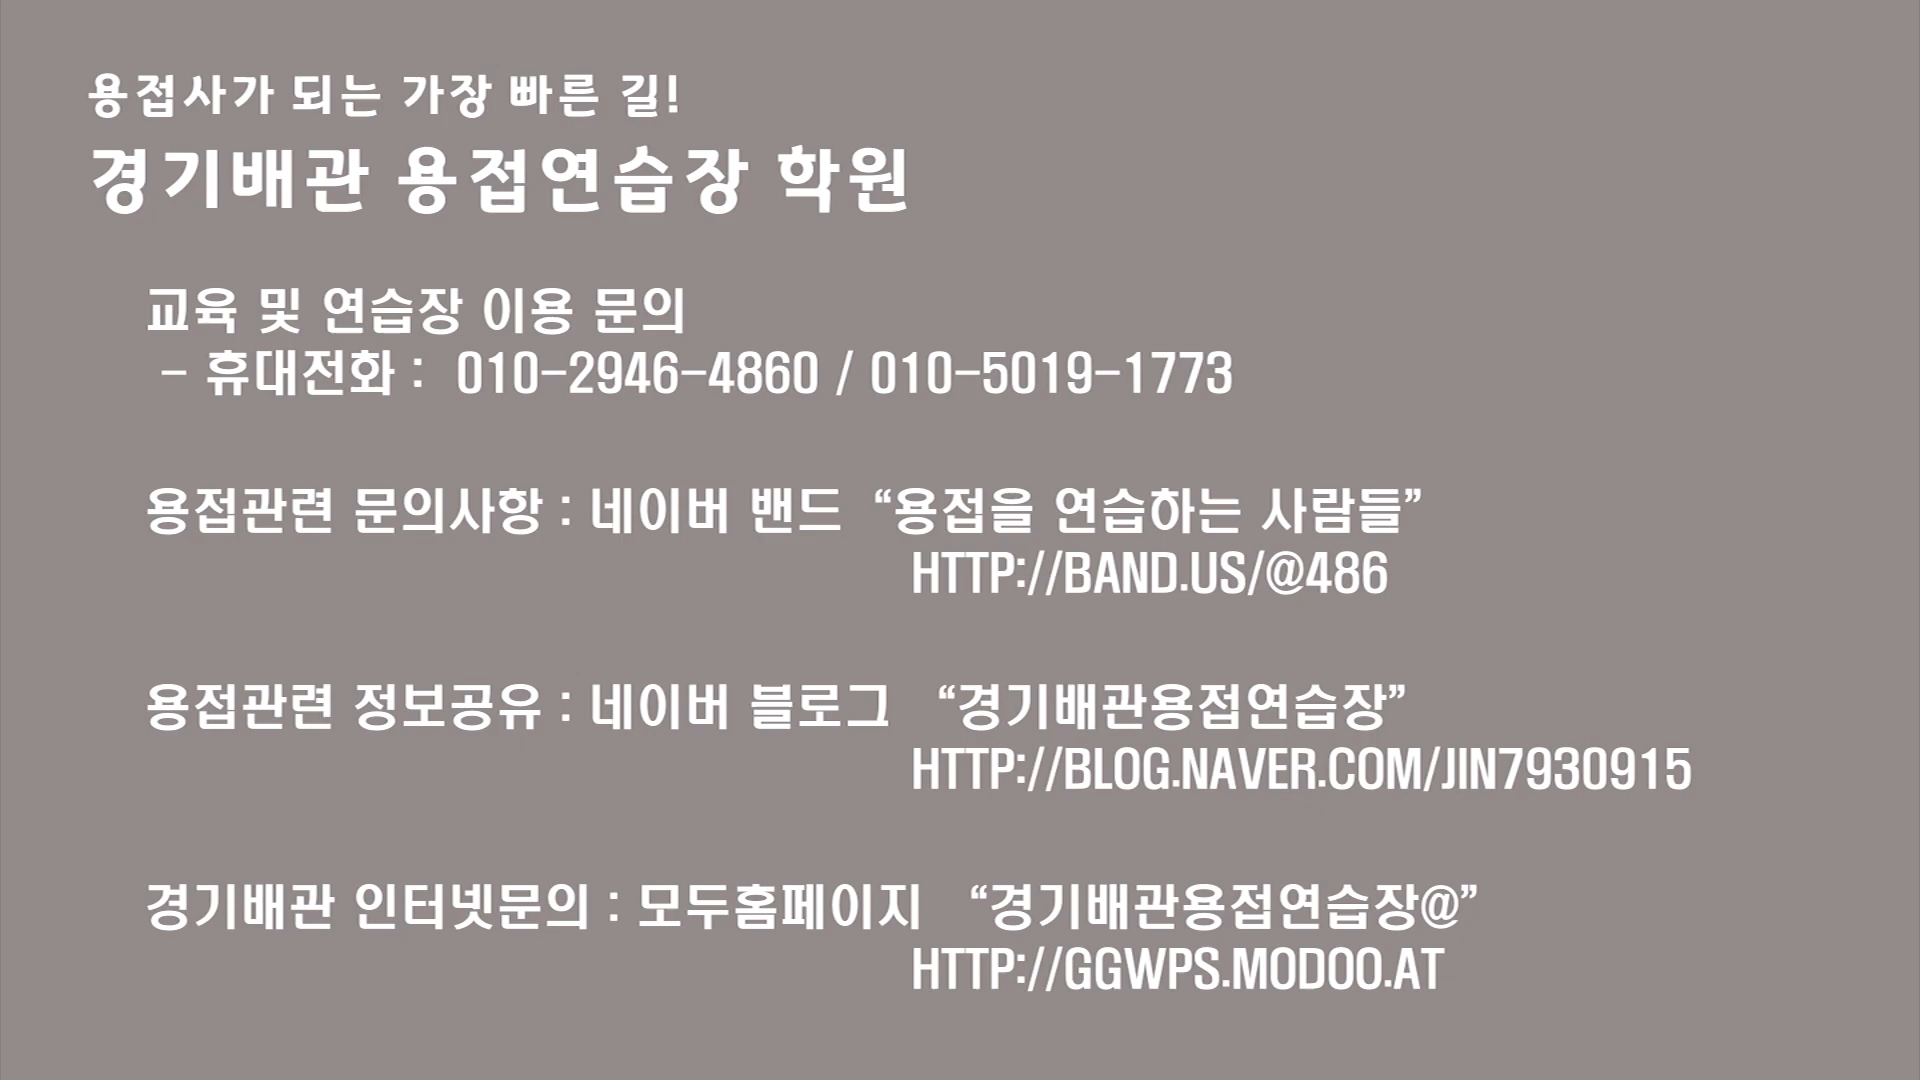 용접사가 되는 가장 빠른 길!
경기배관 용접연습장 학원
교육 및 연습장 이용 문의
- 휴대전화 : 010-2946-4860 / 010-5019-1773
용접관련 문의사항 : 네이버 밴드 “용접을 연습하는 사람들”
HTTP://BAND.US/@486
용접관련 정보공유 : 네이버 블로그 “경기배관용접연습장”
HTTP://BLOG.NAVER.COM/JIN7930915
경기배관 인터넷문의 : 모두홈페이지 “경기배관용접연습장@”
HTTP://GGWPS.MODOO.AT